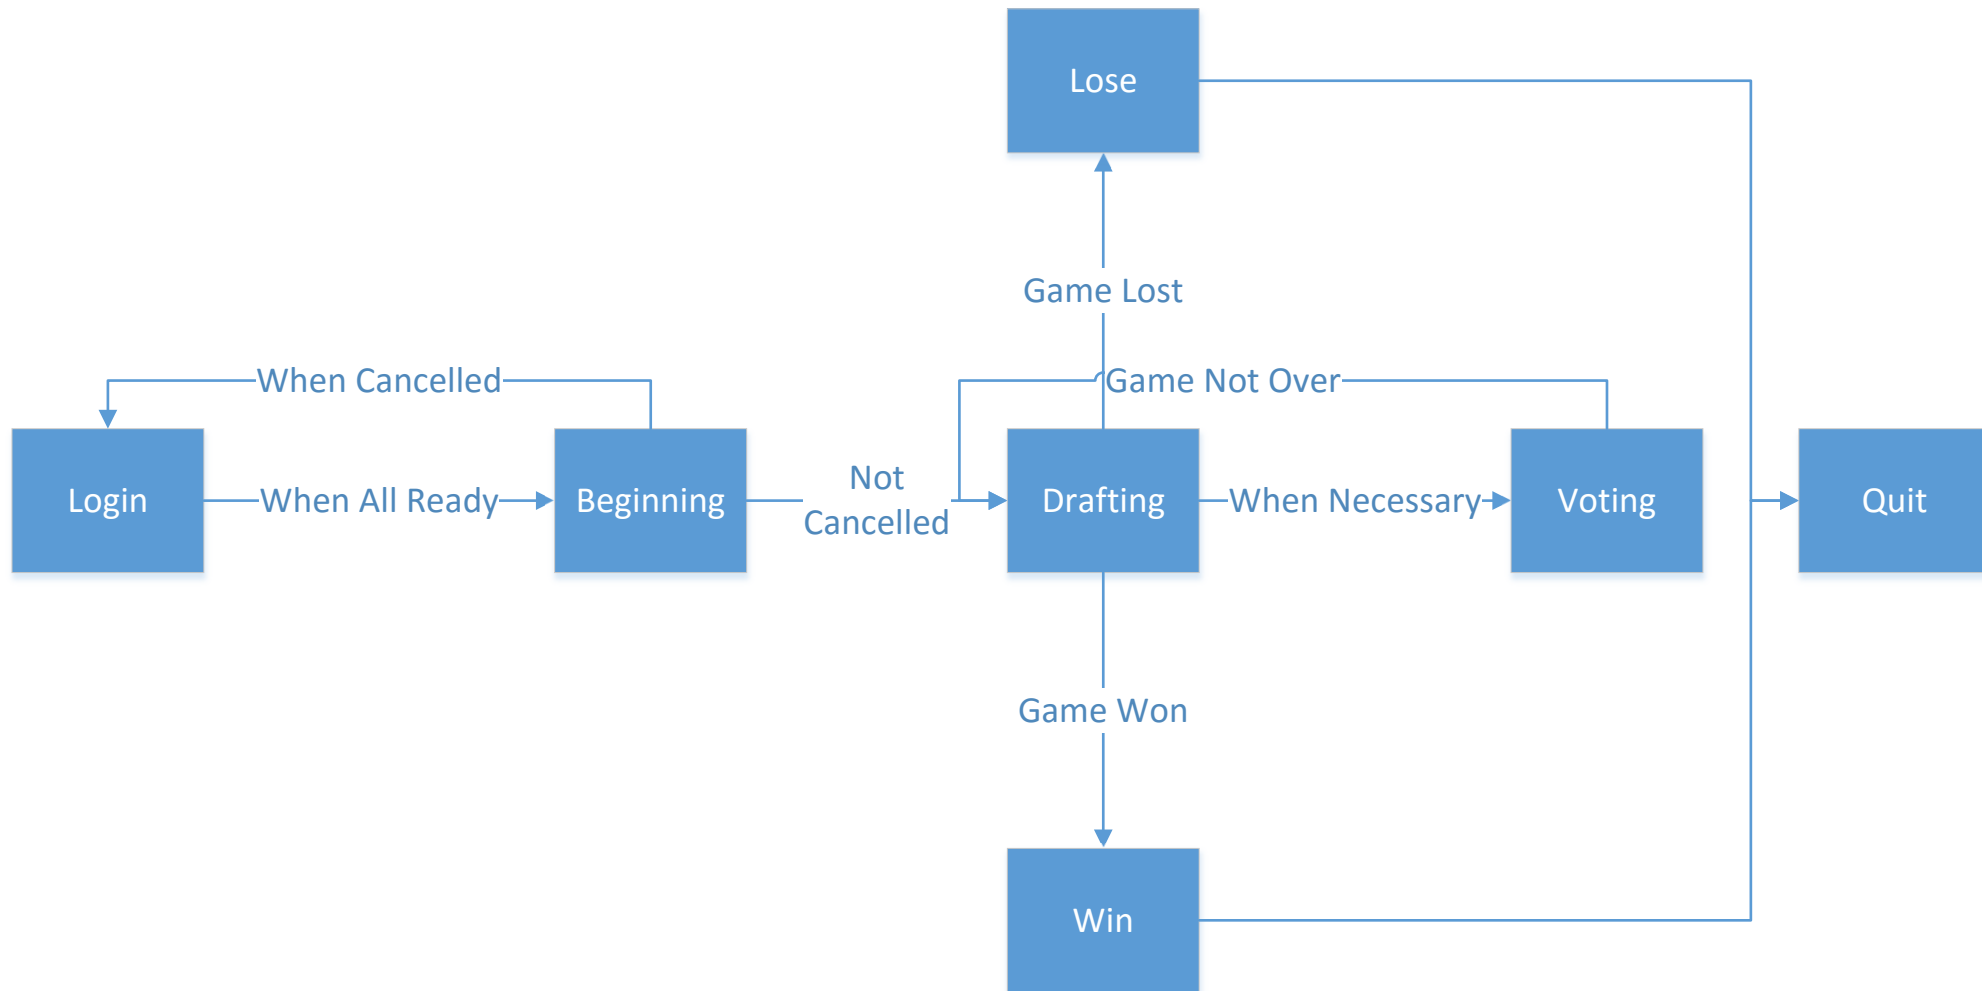 Lose
Game Lost
When Cancelled
Game Not Over
Login
When All Ready
Beginning
Not
Cancelled
Drafting
When Necessary
Voting
Quit
Game Won
Win